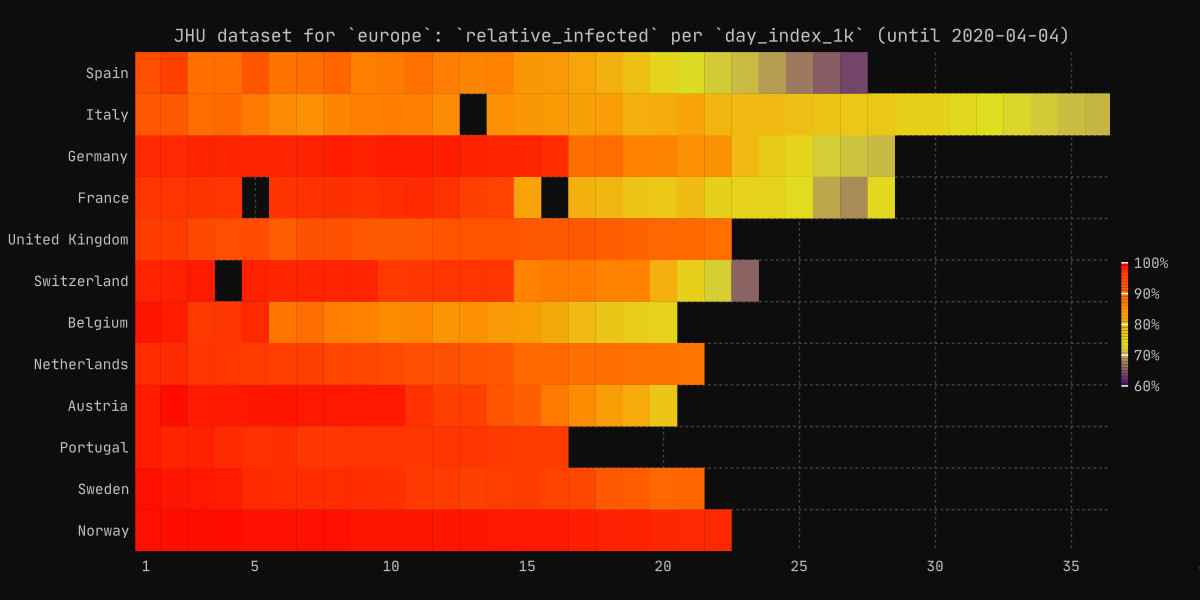 JHU dataset for `europe`: `relative_infected` per `day_index_1k` (until 2020-04-04)
Spain
Italy
Germany
France
United Kingdom
Switzerland
Belgium
Netherlands
Austria
Portugal
Sweden
Norway
1 5 10 15 20 25 30 35
100%
90%
80%
70%
60%